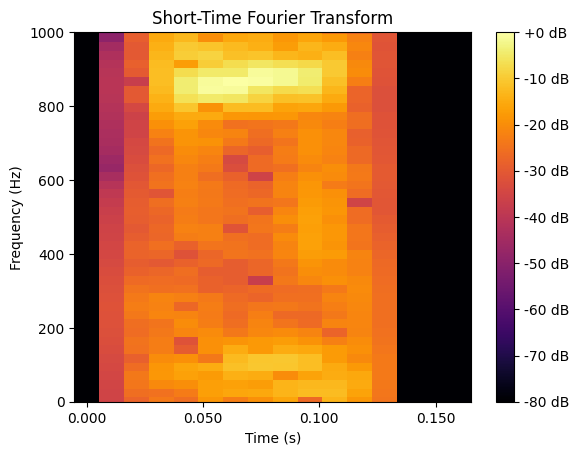 Short-Time Fourier Transform
1000
800
600
400
200
0
Frequency (Hz)
0.000
0.050
0.100
0.150
Time (s)
+0 dB
-10 dB
-20 dB
-30 dB
-40 dB
-50 dB
-60 dB
-70 dB
-80 dB